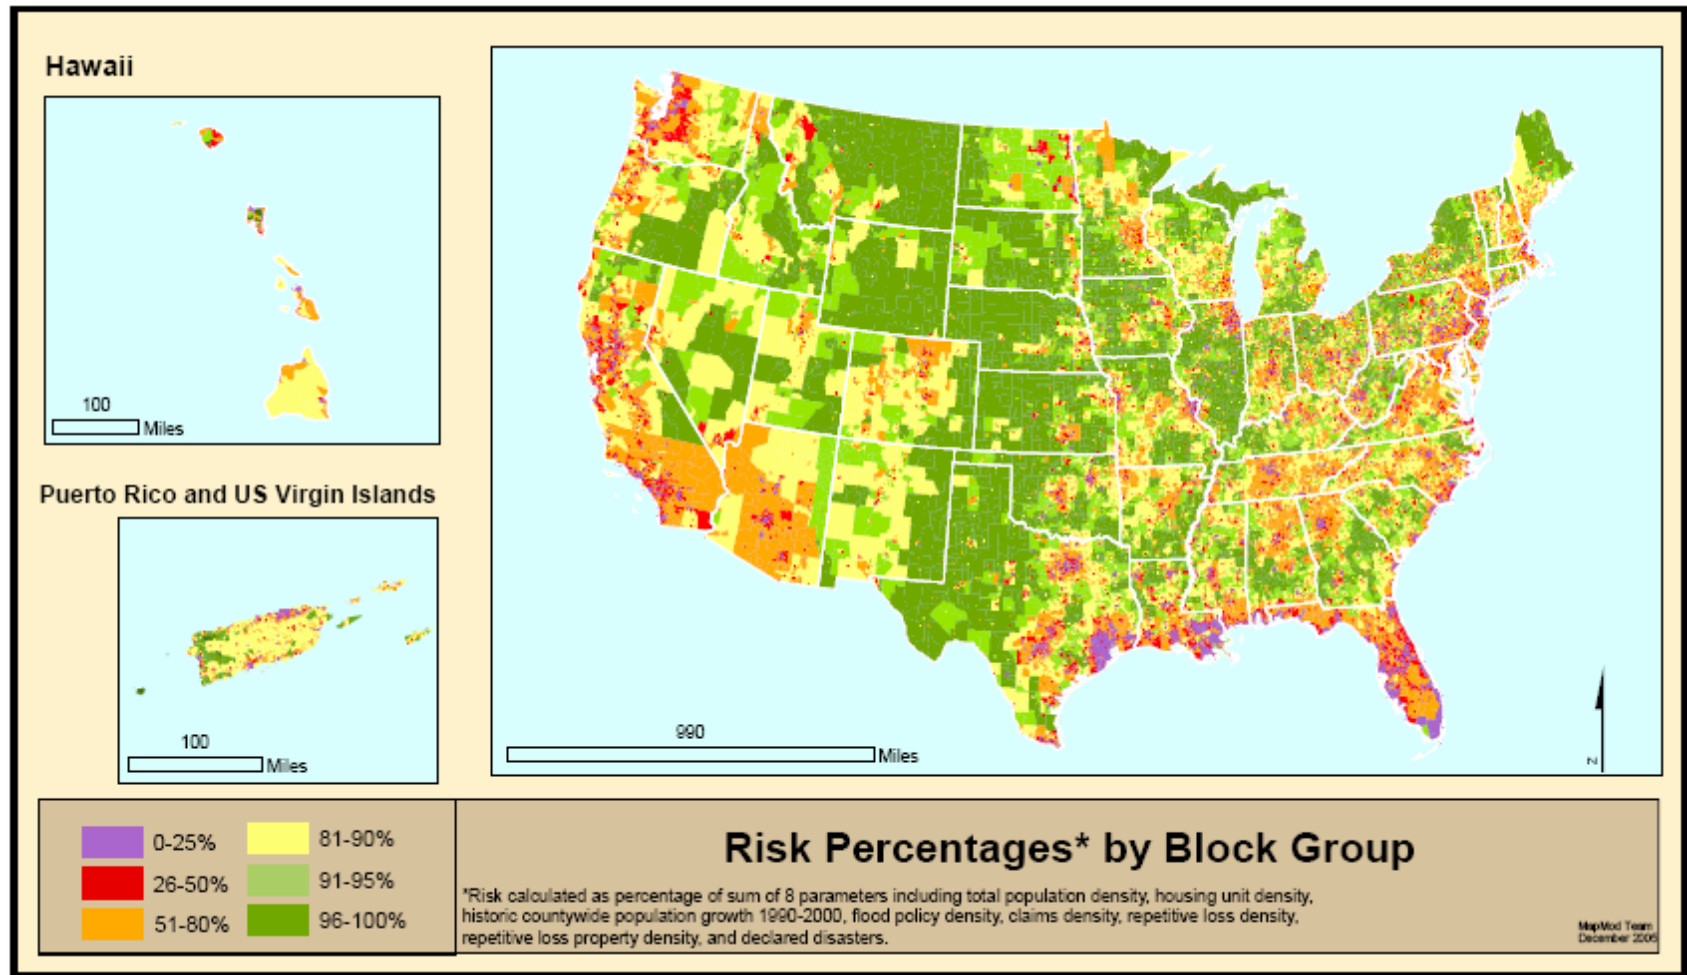 Hawaii
100
Miles
Puerto Rico and US Virgin Islands
100
Miles
990
Miles
N
0-25%
26-50%
51-80%
81-90%
91-95%
96-100%
Risk Percentages* by Block Group
*Risk calculated as percentage of sum of 8 parameters including total population density, housing unit density,
historic countywide population growth 1990-2000, flood policy density, claims density, repetitive loss density,
repetitive loss property density, and declared disasters.
MapMod Team
December 2005